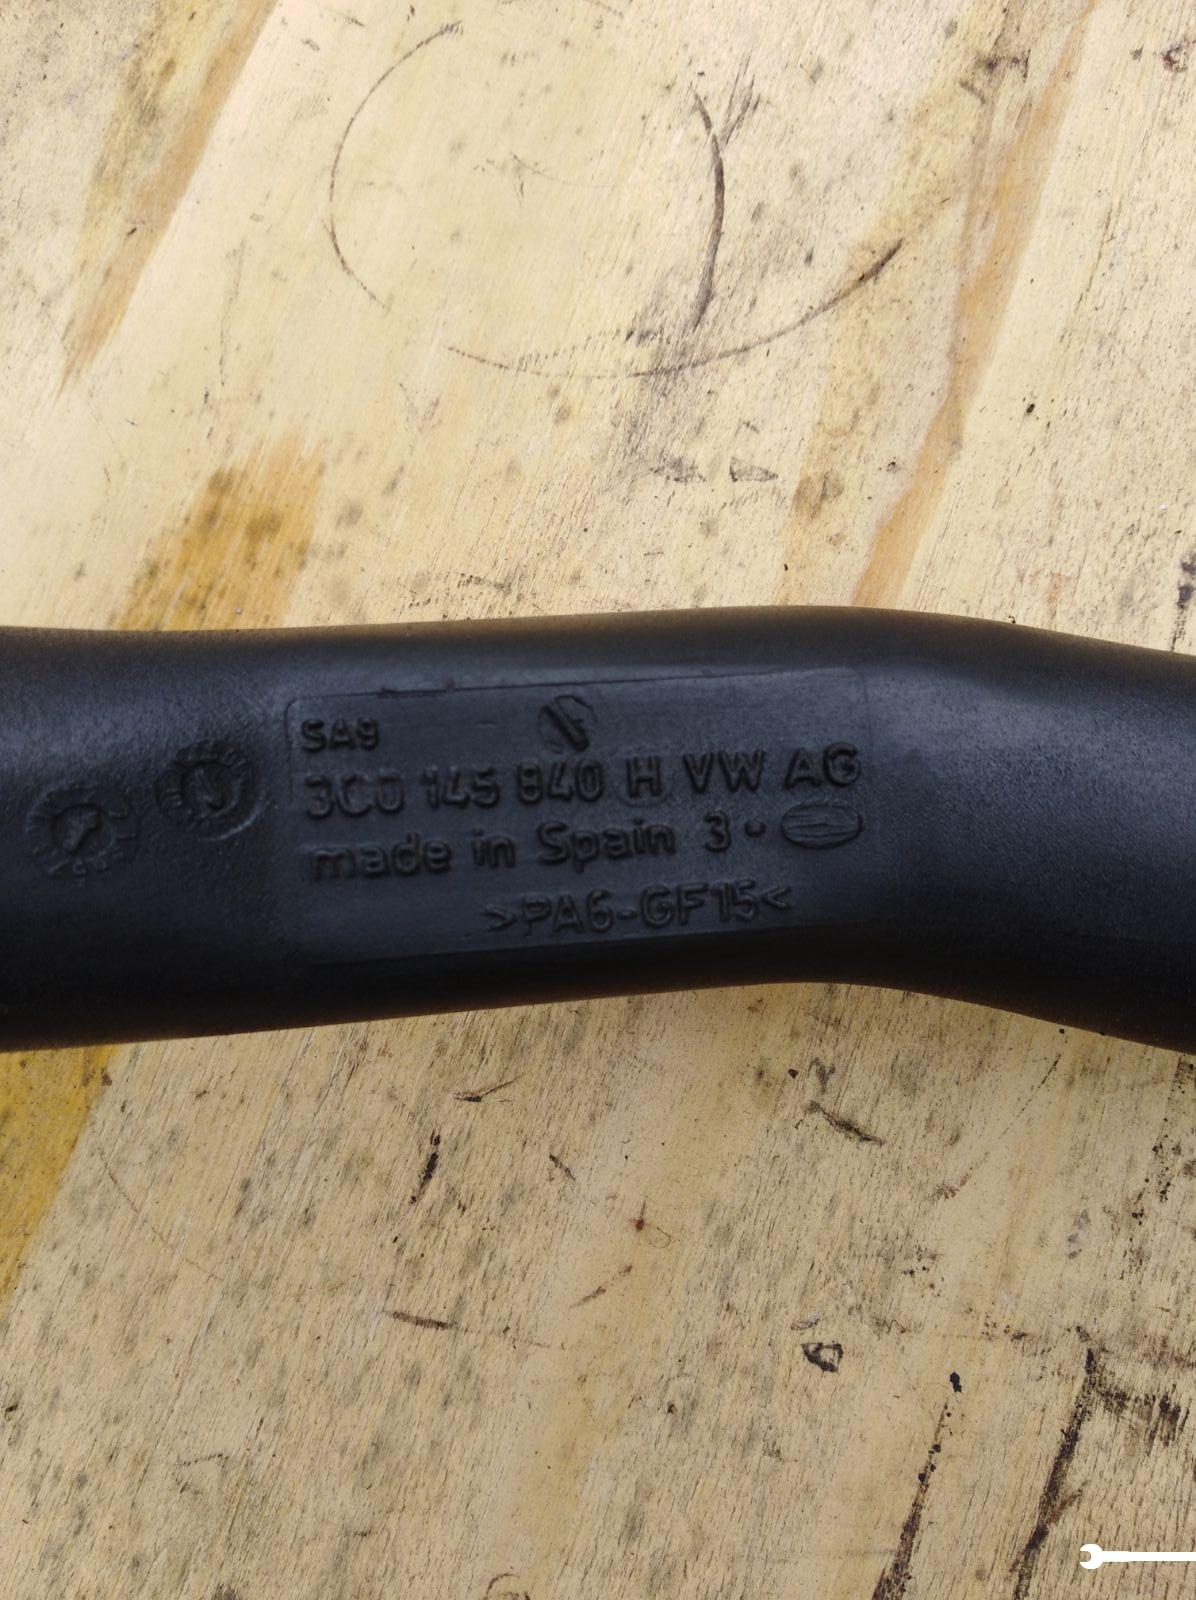 SA9
3C0 145 840 H VW AG
made in Spain 3-
>PA6-GF15<